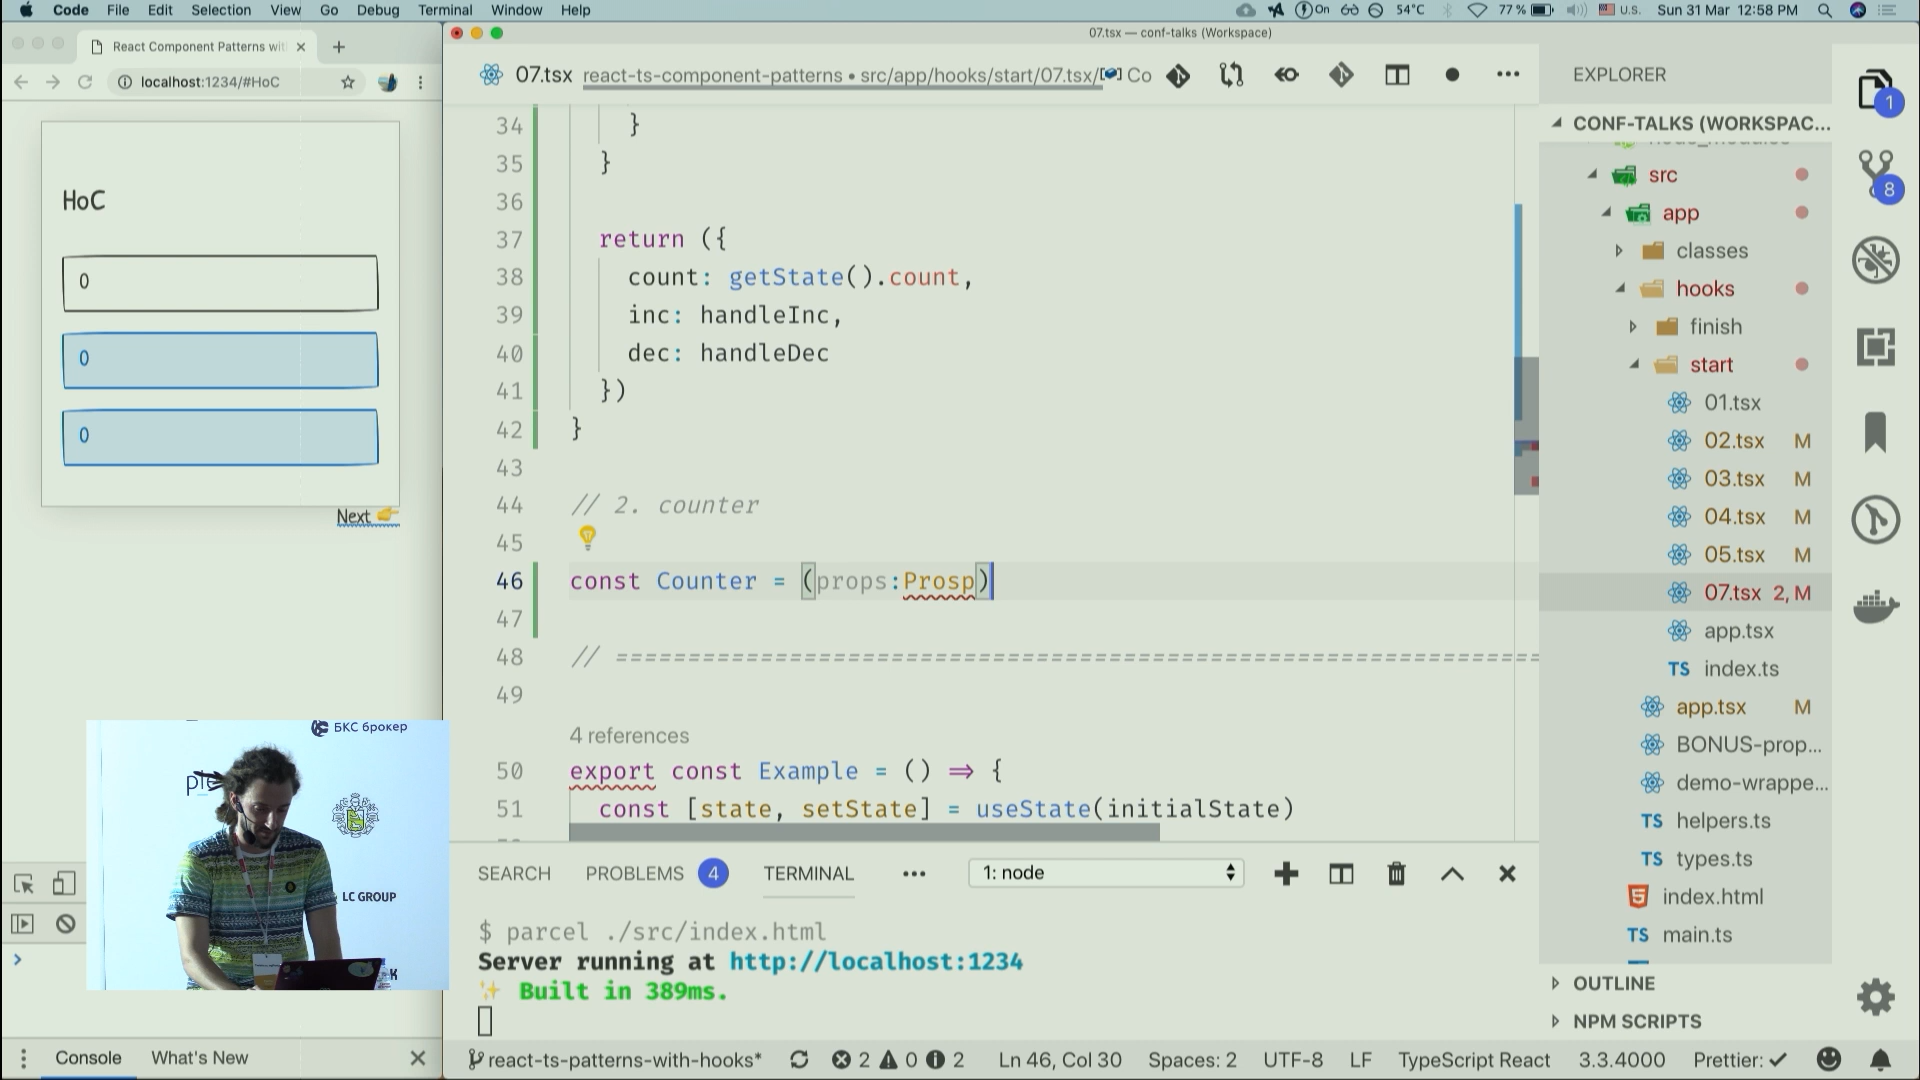 Code File Edit Selection View Go Debug Terminal Window Help
On 54°C 77 % U.S. Sun 31 Mar 12:58 PM
React Component Patterns wit
localhost:1234/#HoC
HoC
0
0
0
Next
07.tsx — conf-talks (Workspace)
07.tsx react-ts-component-patterns • src/app/hooks/start/07.tsx/ Co
34 }
35 }
36
37 return ({
38 count: getState().count,
39 inc: handleInc,
40 dec: handleDec
41 })
42 }
43
44 // 2. counter
45
46 const Counter = (props:Prosp)
47
48 // ================================================================
49
4 references
50 export const Example = () ⇒ {
51 const [state, setState] = useState(initialState)
SEARCH PROBLEMS 4 TERMINAL ••• 1: node
$ parcel ./src/index.html
Server running at http://localhost:1234
✨ Built in 389ms.
EXPLORER
CONF-TALKS (WORKSPAC...
src
app
classes
hooks
finish
start
01.tsx
02.tsx M
03.tsx M
04.tsx M
05.tsx M
07.tsx 2, M
app.tsx
TS index.ts
app.tsx M
BONUS-prop...
demo-wrappe...
TS helpers.ts
TS types.ts
index.html
TS main.ts
OUTLINE
NPM SCRIPTS
1
8
БКС брокер
LC GROUP
Console What's New
react-ts-patterns-with-hooks* 2 0 2 Ln 46, Col 30 Spaces: 2 UTF-8 LF TypeScript React 3.3.4000 Prettier: ✓